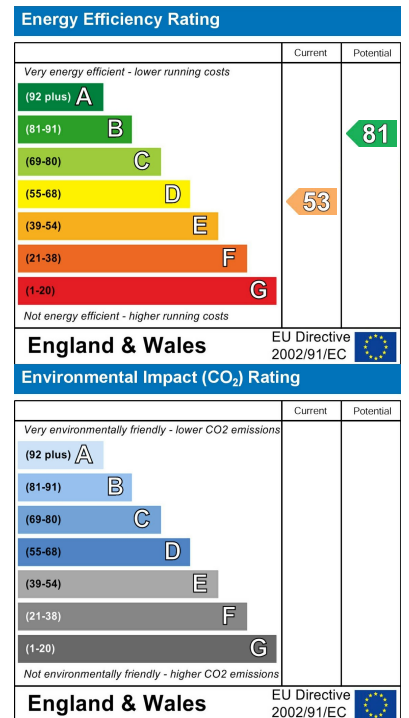 Energy Efficiency Rating
Current Potential
Very energy efficient - lower running costs
(92 plus) A
(81-91) B
81
(69-80) C
(55-68) D
53
(39-54) E
(21-38) F
(1-20) G
Not energy efficient - higher running costs
England & Wales
EU Directive
2002/91/EC
Environmental Impact (CO₂) Rating
Current Potential
Very environmentally friendly - lower CO2 emissions
(92 plus) A
(81-91) B
(69-80) C
(55-68) D
(39-54) E
(21-38) F
(1-20) G
Not environmentally friendly - higher CO2 emissions
England & Wales
EU Directive
2002/91/EC